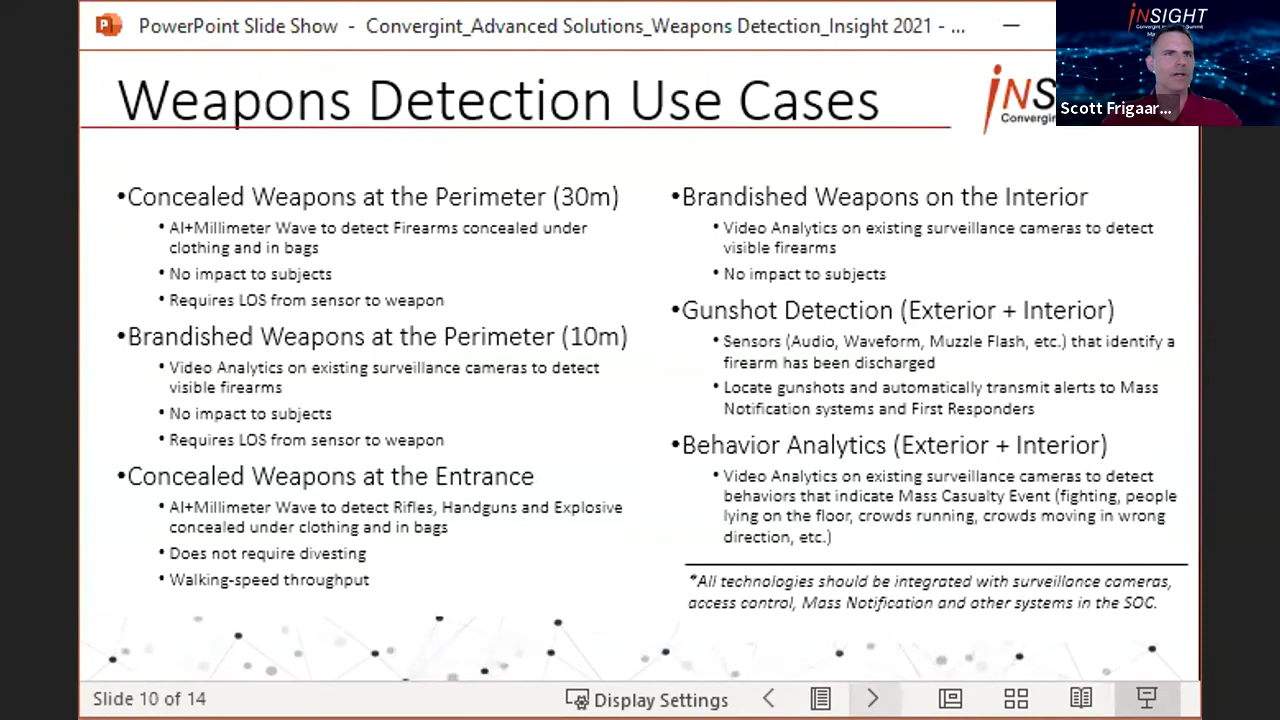 PowerPoint Slide Show - Convergint_Advanced Solutions_Weapons Detection_Insight 2021 - ...
iNSIGHT
Scott Frigaar...
Weapons Detection Use Cases
iNS
•Concealed Weapons at the Perimeter (30m)
• AI+Millimeter Wave to detect Firearms concealed under
clothing and in bags
• No impact to subjects
• Requires LOS from sensor to weapon
•Brandished Weapons at the Perimeter (10m)
• Video Analytics on existing surveillance cameras to detect
visible firearms
• No impact to subjects
• Requires LOS from sensor to weapon
•Concealed Weapons at the Entrance
• AI+Millimeter Wave to detect Rifles, Handguns and Explosive
concealed under clothing and in bags
• Does not require divesting
• Walking-speed throughput
•Brandished Weapons on the Interior
• Video Analytics on existing surveillance cameras to detect
visible firearms
• No impact to subjects
•Gunshot Detection (Exterior + Interior)
• Sensors (Audio, Waveform, Muzzle Flash, etc.) that identify a
firearm has been discharged
• Locate gunshots and automatically transmit alerts to Mass
Notification systems and First Responders
•Behavior Analytics (Exterior + Interior)
• Video Analytics on existing surveillance cameras to detect
behaviors that indicate Mass Casualty Event (fighting, people
lying on the floor, crowds running, crowds moving in wrong
direction, etc.)
*All technologies should be integrated with surveillance cameras,
access control, Mass Notification and other systems in the SOC.
Slide 10 of 14
Display Settings